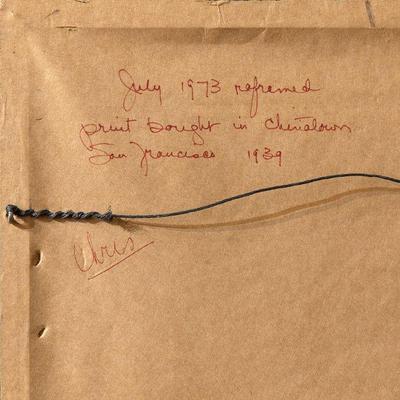 July 1973 reframed
print bought in Chinatown
San Francisco 1939
Chris